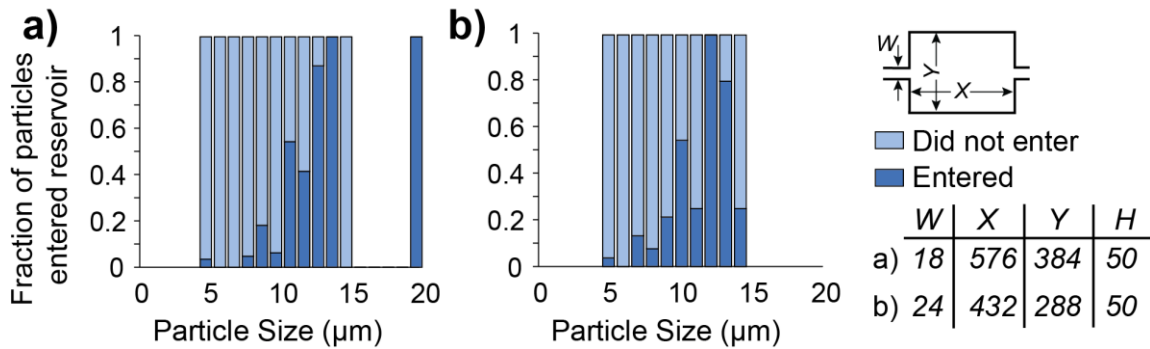 a)
Fraction of particles
entered reservoir
1
0.8
0.6
0.4
0.2
0
0 5 10 15 20
Particle Size (µm)
b)
1
0.8
0.6
0.4
0.2
0
0 5 10 15 20
Particle Size (µm)
W
Y
X
Did not enter
Entered
W X Y H
a) 18 576 384 50
b) 24 432 288 50